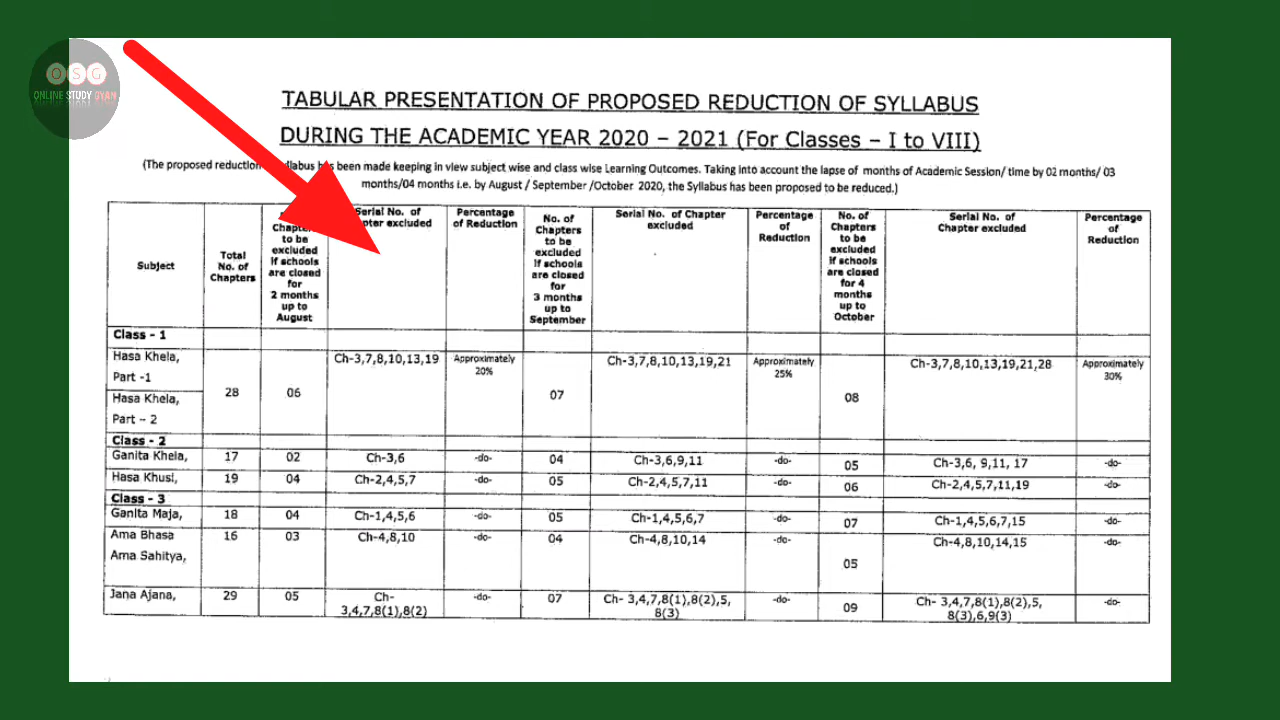 OSG
ONLINE STUDY GYAN
TABULAR PRESENTATION OF PROPOSED REDUCTION OF SYLLABUS
DURING THE ACADEMIC YEAR 2020 – 2021 (For Classes – I to VIII)
(The proposed reduction has been made keeping in view subject wise and class wise Learning Outcomes. Taking into account the lapse of months of Academic Session/ time by 02 months/ 03
months/04 months i.e. by August / September /October 2020, the Syllabus has been proposed to be reduced.)
Subject
Total
No. of
Chapters
Chapters
to be
excluded
If schools
are closed
for
2 months
up to
August
Serial No. of
excluded
Percentage
of Reduction
No. of
Chapters
to be
excluded
If schools
are closed
for
3 months
up to
September
Serial No. of Chapter
excluded
Percentage
of
Reduction
No. of
Chapters
to be
excluded
If schools
are closed
for 4
months
up to
October
Serial No. of
Chapter excluded
Percentage
of
Reduction
Class - 1
Hasa Khela,
Part -1
Hasa Khela,
Part – 2
28
06
Ch-3,7,8,10,13,19
Approximately
20%
07
Ch-3,7,8,10,13,19,21
Approximately
25%
08
Ch-3,7,8,10,13,19,21,28
Approximately
30%
Class - 2
Ganita Khela, 17 02 Ch-3,6 -do- 04 Ch-3,6,9,11 -do- 05 Ch-3,6, 9,11, 17 -do-
Hasa Khusi, 19 04 Ch-2,4,5,7 -do- 05 Ch-2,4,5,7,11 -do- 06 Ch-2,4,5,7,11,19 -do-
Class - 3
Ganita Maja, 18 04 Ch-1,4,5,6 -do- 05 Ch-1,4,5,6,7 -do- 07 Ch-1,4,5,6,7,15 -do-
Ama Bhasa 16 03 Ch-4,8,10 -do- 04 Ch-4,8,10,14 -do- 05 Ch-4,8,10,14,15 -do-
Ama Sahitya,
Jana Ajana, 29 05 Ch- -do- 07 Ch- 3,4,7,8(1),8(2),5, -do- 09 Ch- 3,4,7,8(1),8(2),5, -do-
3,4,7,8(1),8(2) 8(3) 8(3),6,9(3)